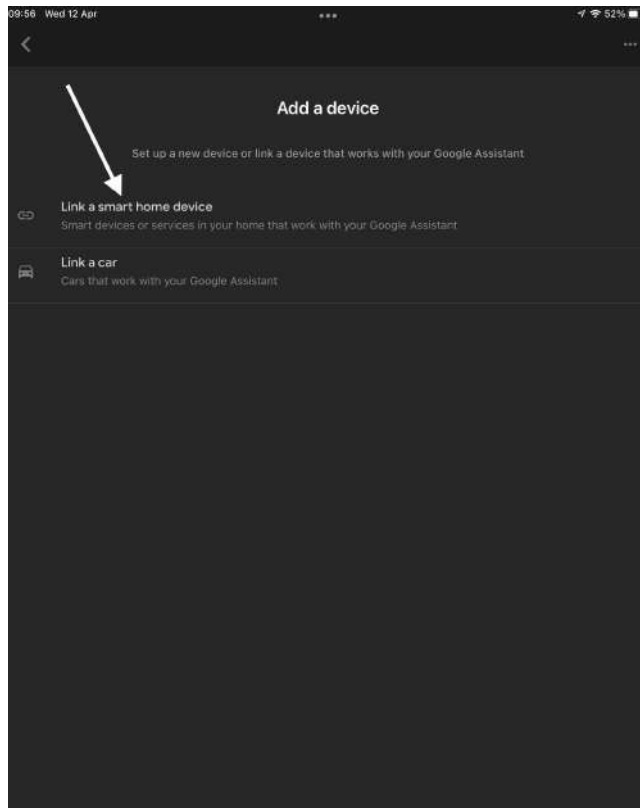 09:56 Wed 12 Apr 52%
Add a device
Set up a new device or link a device that works with your Google Assistant
Link a smart home device
Smart devices or services in your home that work with your Google Assistant
Link a car
Cars that work with your Google Assistant